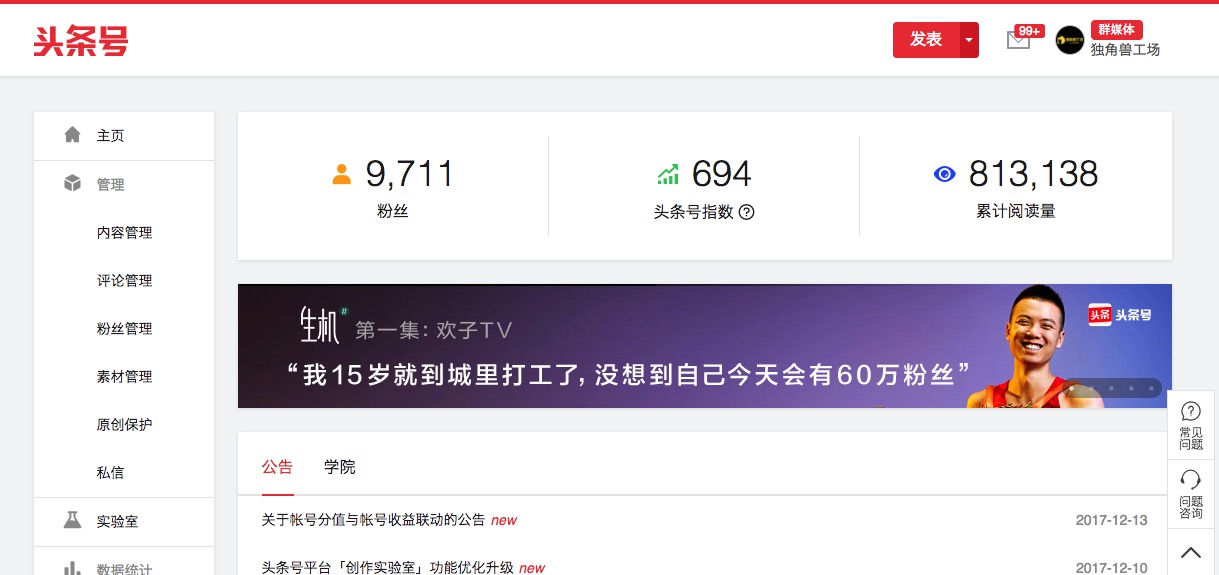 头条号
发表
99+
群媒体
独角兽工场
主页
管理
内容管理
评论管理
粉丝管理
素材管理
原创保护
私信
实验室
数据统计
9,711
粉丝
694
头条号指数
813,138
累计阅读量
生机 II 第一集：欢子TV
“我15岁就到城里打工了, 没想到自己今天会有60万粉丝”
头条 头条号
公告 学院
关于帐号分值与帐号收益联动的公告 new 2017-12-13
头条号平台「创作实验室」功能优化升级 new 2017-12-10
常见
问题
问题
咨询